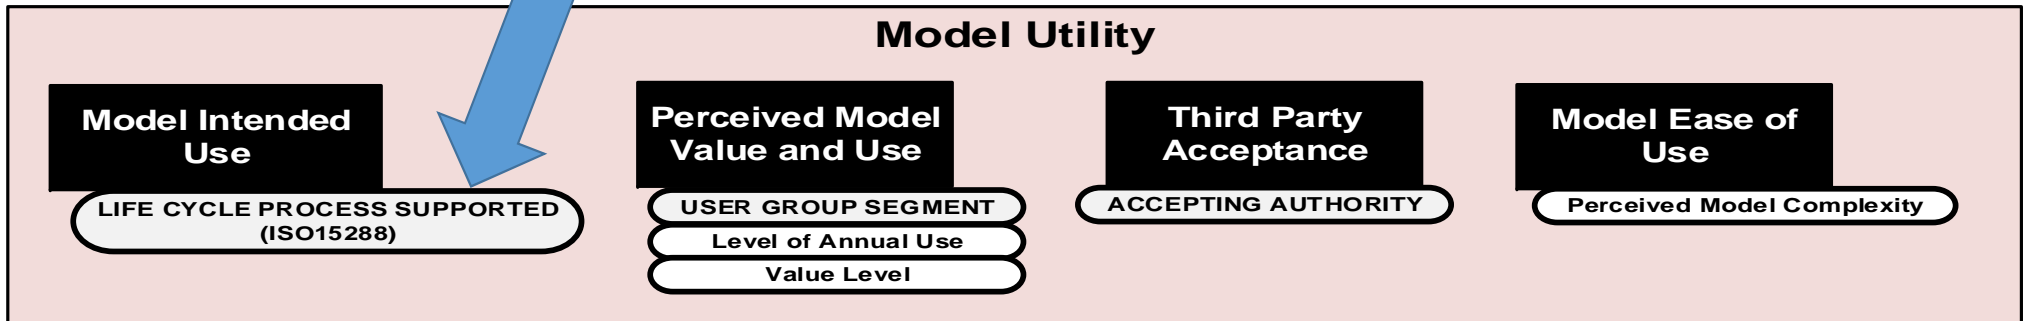 Model Utility
Model Intended
Use
LIFE CYCLE PROCESS SUPPORTED
(ISO15288)
Perceived Model
Value and Use
USER GROUP SEGMENT
Level of Annual Use
Value Level
Third Party
Acceptance
ACCEPTING AUTHORITY
Model Ease of
Use
Perceived Model Complexity